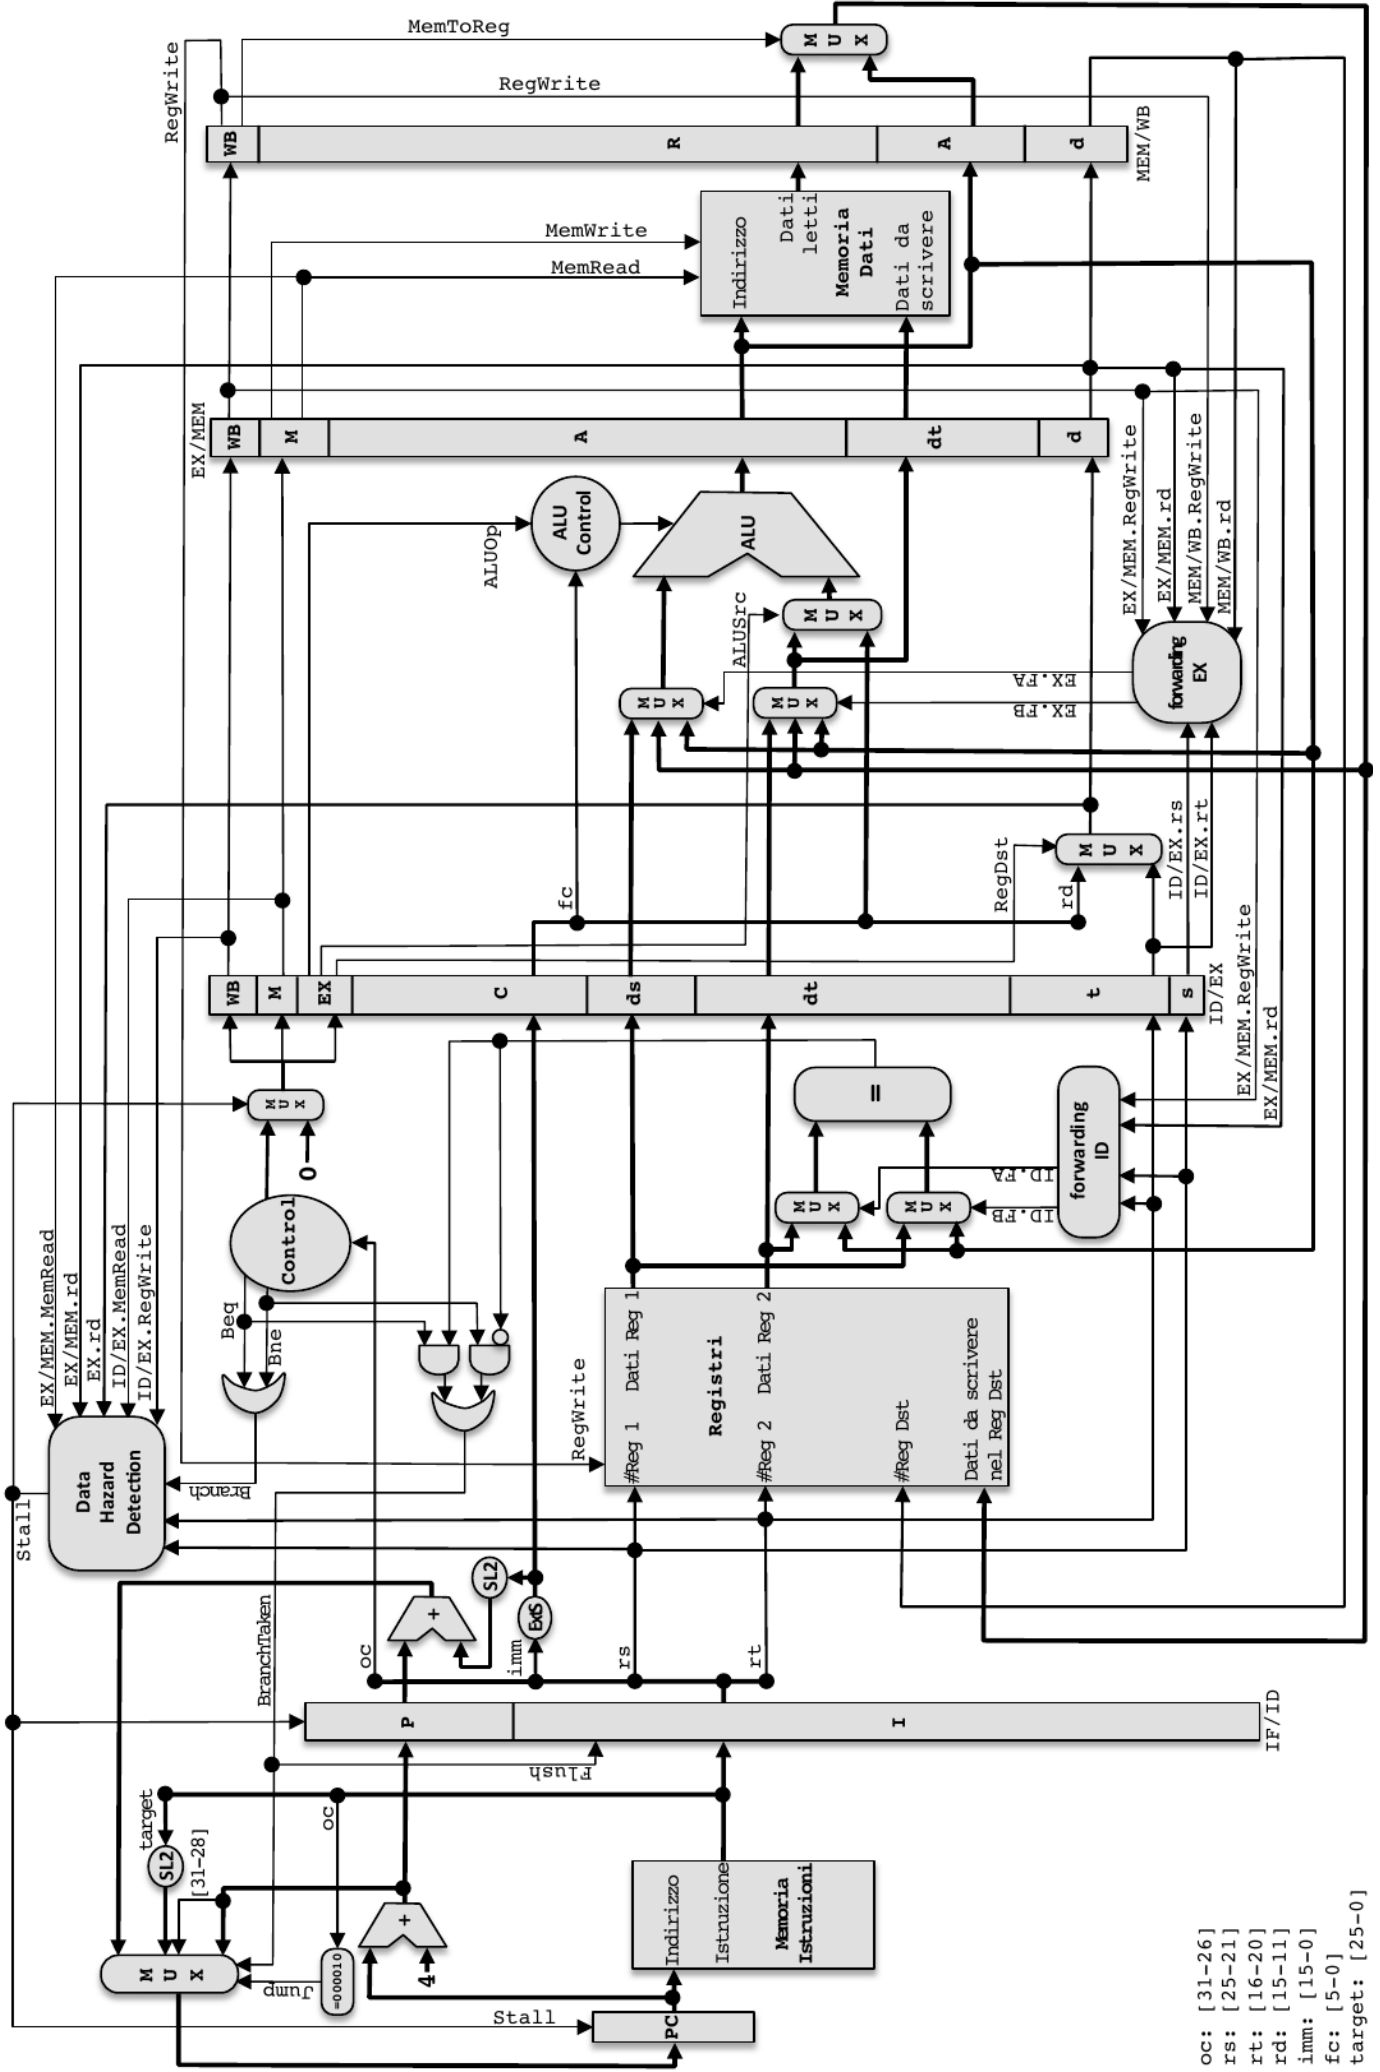 Stall
Data
Hazard
Detection
EX/MEM.MemRead
EX/MEM.rd
EX.rd
ID/EX.MemRead
ID/EX.RegWrite
Branch
M
U
X
Jump
=000010
target
SL2
[31-28]
oc
4
+
Stall
PC
Indirizzo
Istruzione
Memoria
Istruzioni
Flush
BranchTaken
P
I
IF/ID
oc
imm
rs
rt
+
SL2
ExtS
Beq
Bne
Control
0
M
U
X
RegWrite
#Reg 1
Dati Reg 1
Registri
#Reg 2
Dati Reg 2
#Reg Dst
Dati da scrivere
nel Reg Dst
M
U
X
M
U
X
=
ID.FA
ID.FB
forwarding
ID
EX/MEM.RegWrite
EX/MEM.rd
WB
M
EX
C
ds
dt
t
s
ID/EX
fc
RegDst
rd
M
U
X
ID/EX.rs
ID/EX.rt
M
U
X
M
U
X
ALUSrc
M
U
X
EX.FA
EX.FB
forwarding
EX
EX/MEM.RegWrite
EX/MEM.rd
MEM/WB.RegWrite
MEM/WB.rd
ALUOp
ALU
Control
ALU
EX/MEM
WB
M
A
dt
d
MemRead
MemWrite
Indirizzo
Dati
letti
Memoria
Dati
Dati da
scrivere
RegWrite
WB
R
A
d
MEM/WB
MemToReg
RegWrite
M
U
X
oc: [31-26]
rs: [25-21]
rt: [16-20]
rd: [15-11]
imm: [15-0]
fc: [5-0]
target: [25-0]